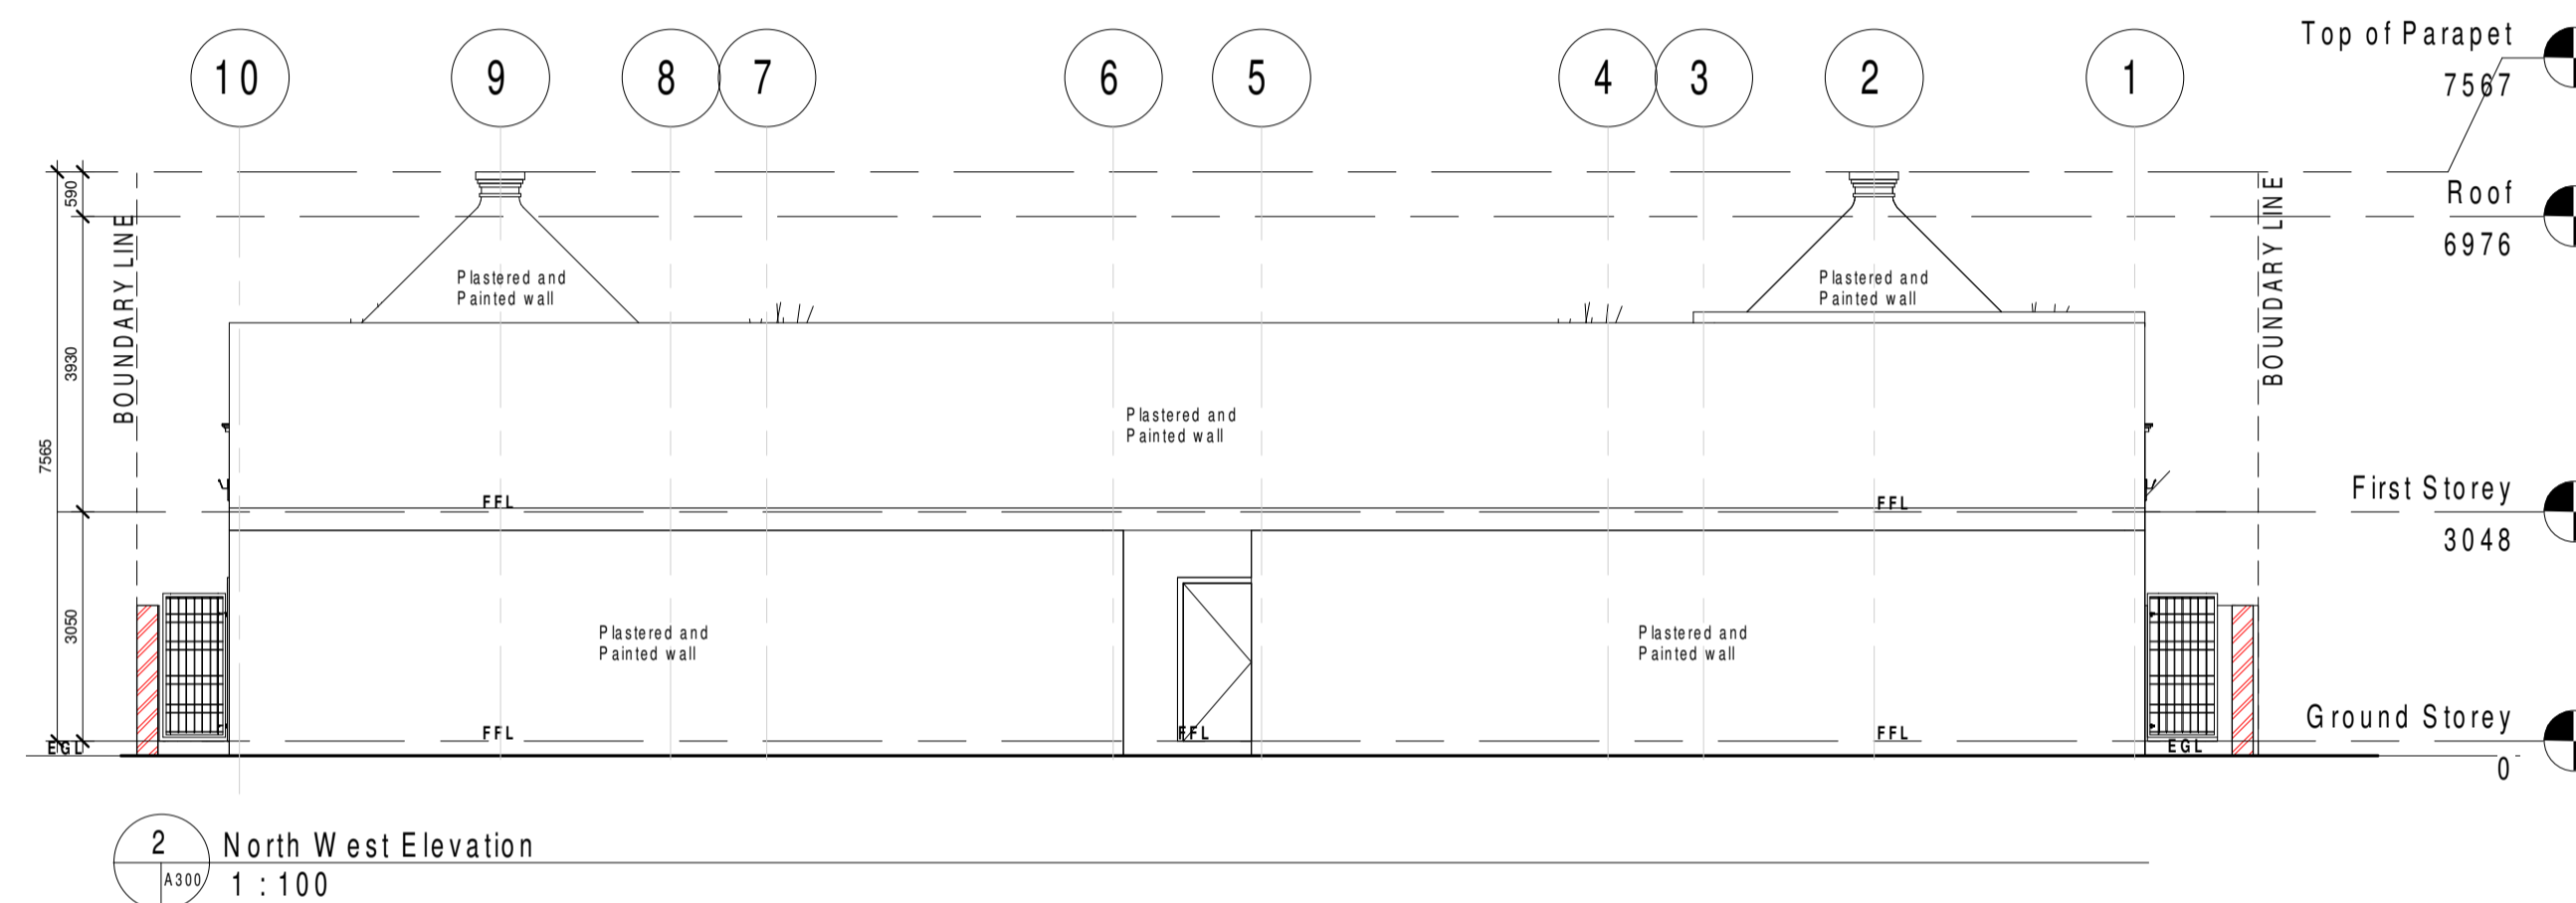 10 9 8 7 6 5 4 3 2 1
Top of Parapet
7567
Roof
6976
First Storey
3048
Ground Storey
0
5590
3930
3050
7565
BOUNDARY LINE
BOUNDARY LINE
Plastered and
Painted wall
Plastered and
Painted wall
Plastered and
Painted wall
FFL
FFL
Plastered and
Painted wall
Plastered and
Painted wall
FFL
FFL
FFL
EGL
EGL
2
A300
North West Elevation
1 : 100